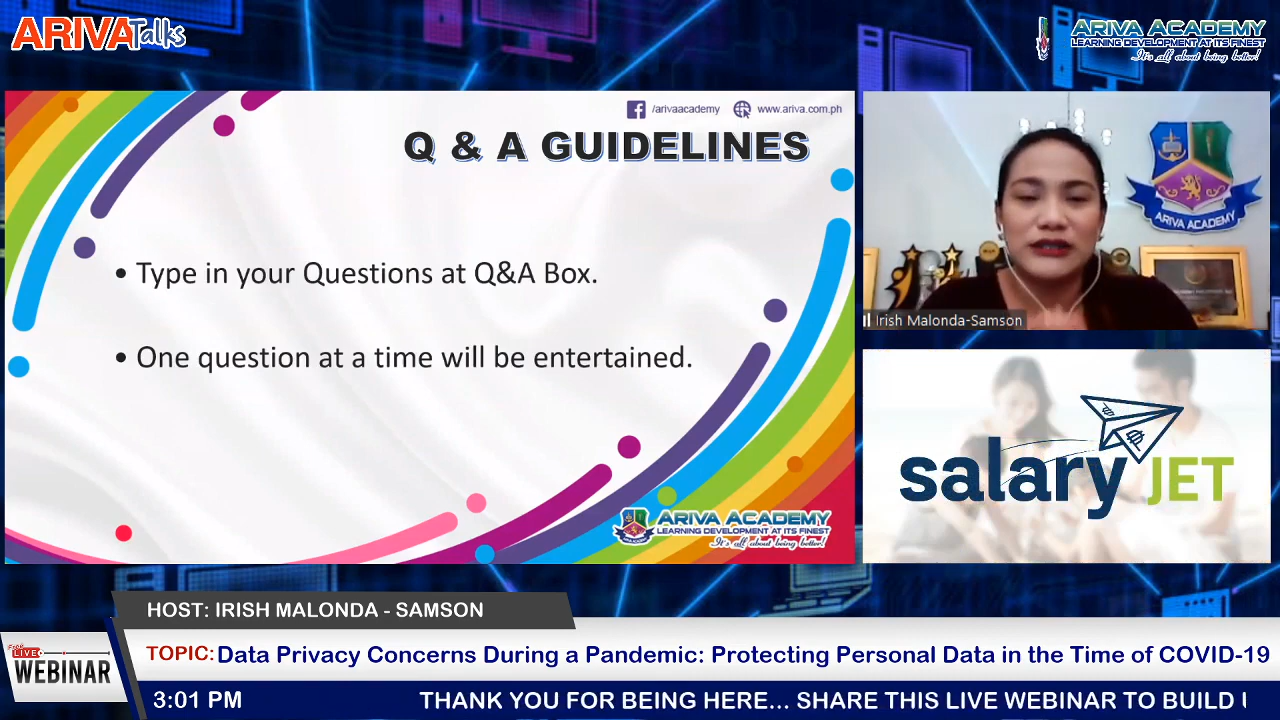 ARIVA Talks
ARIVA ACADEMY
LEARNING DEVELOPMENT AT ITS FINEST
It's all about being better!
/arivaacademy
www.ariva.com.ph
Q & A GUIDELINES
• Type in your Questions at Q&A Box.
• One question at a time will be entertained.
ARIVA ACADEMY
LEARNING DEVELOPMENT AT ITS FINEST
It's all about being better!
ARIVA ACADEMY
Irish Malonda-Samson
salary JET
HOST: IRISH MALONDA - SAMSON
Free
LIVE
WEBINAR
TOPIC: Data Privacy Concerns During a Pandemic: Protecting Personal Data in the Time of COVID-19
3:01 PM
THANK YOU FOR BEING HERE... SHARE THIS LIVE WEBINAR TO BUILD